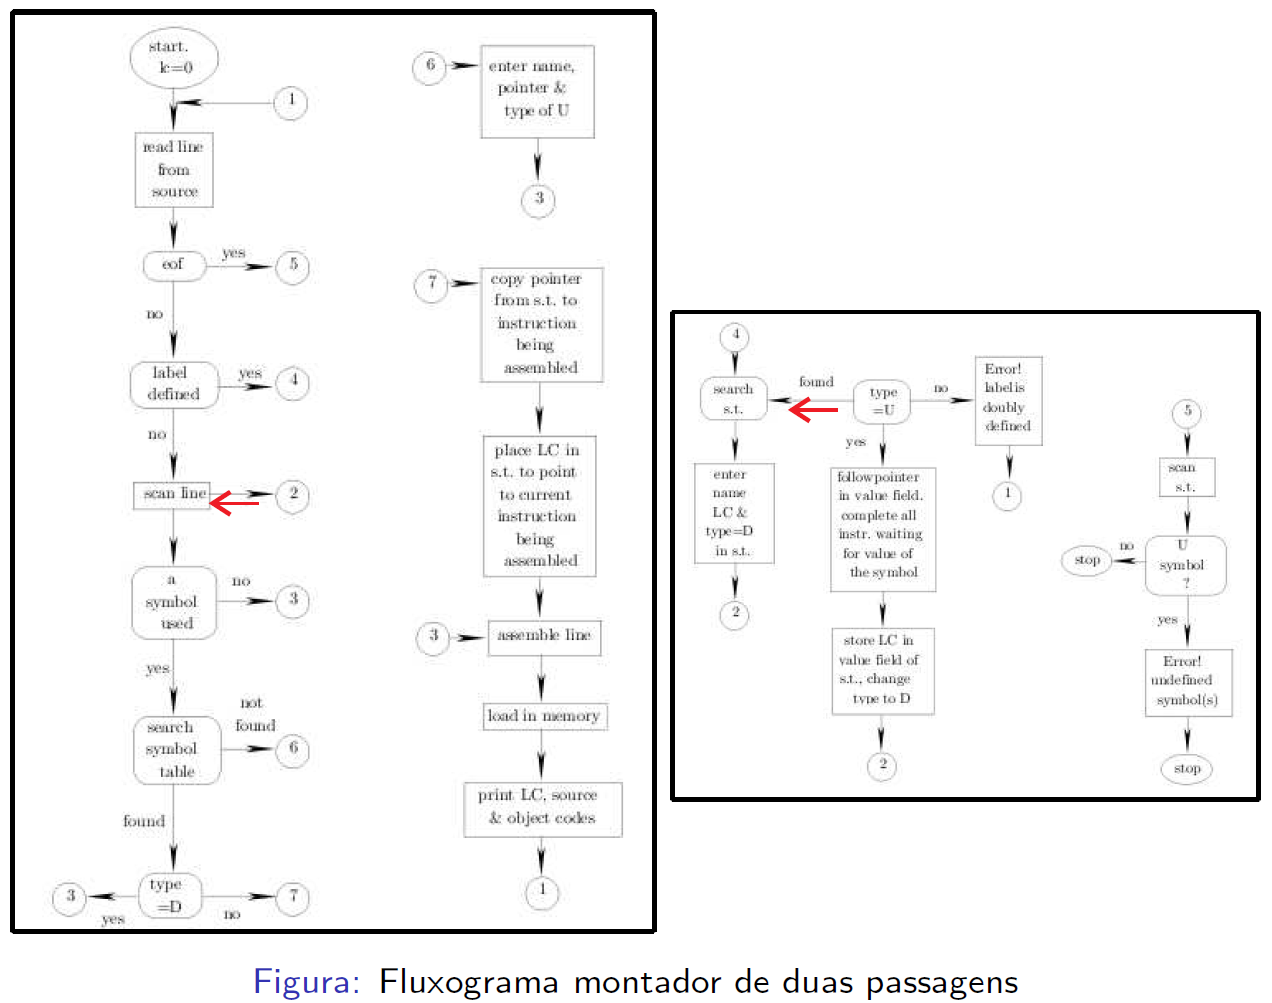 start.
lc=0
1
read line
from
source
eof
yes
5
no
label
defined
yes
4
no
scan line
2
a
symbol
used
no
3
yes
search
symbol
table
not
found
6
found
type
=D
3
yes
no
7
6
enter name,
pointer &
type of U
3
7
copy pointer
from s.t. to
instruction
being
assembled
place LC in
s.t. to point
to current
instruction
being
assembled
3
assemble line
load in memory
print LC, source
& object codes
1
4
search
s.t.
found
enter
name
LC &
type=D
in s.t.
2
type
=U
no
yes
followpointer
in value field.
complete all
instr. waiting
for value of
the symbol
store LC in
value field of
s.t., change
type to D
2
Error!
label is
doubly
defined
1
5
scan
s.t.
U
symbol
?
no
stop
yes
Error!
undefined
symbol(s)
stop
Figura: Fluxograma montador de duas passagens